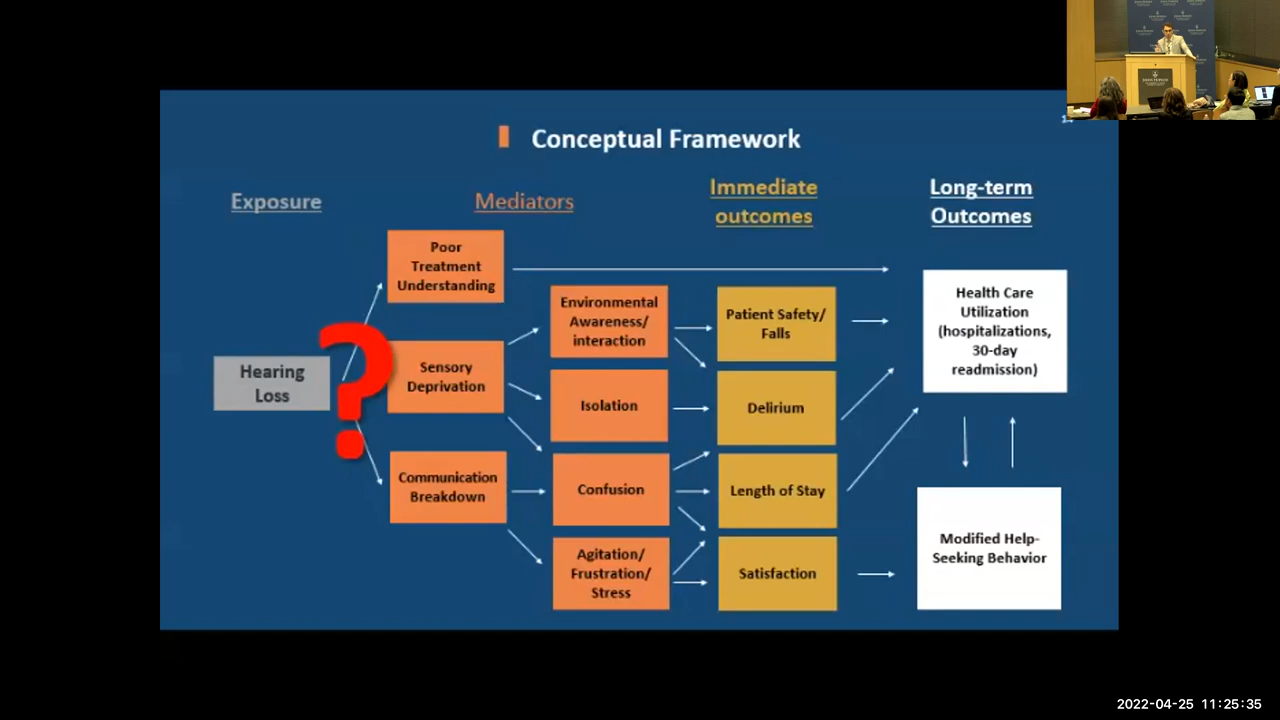 Conceptual Framework
Exposure
Mediators
Immediate
outcomes
Long-term
Outcomes
Poor
Treatment
Understanding
Environmental
Awareness/
interaction
Patient Safety/
Falls
Health Care
Utilization
(hospitalizations,
30-day
readmission)
Hearing
Loss
?
Sensory
Deprivation
Isolation
Delirium
Communication
Breakdown
Confusion
Length of Stay
Agitation/
Frustration/
Stress
Satisfaction
Modified Help-
Seeking Behavior
2022-04-25 11:25:35